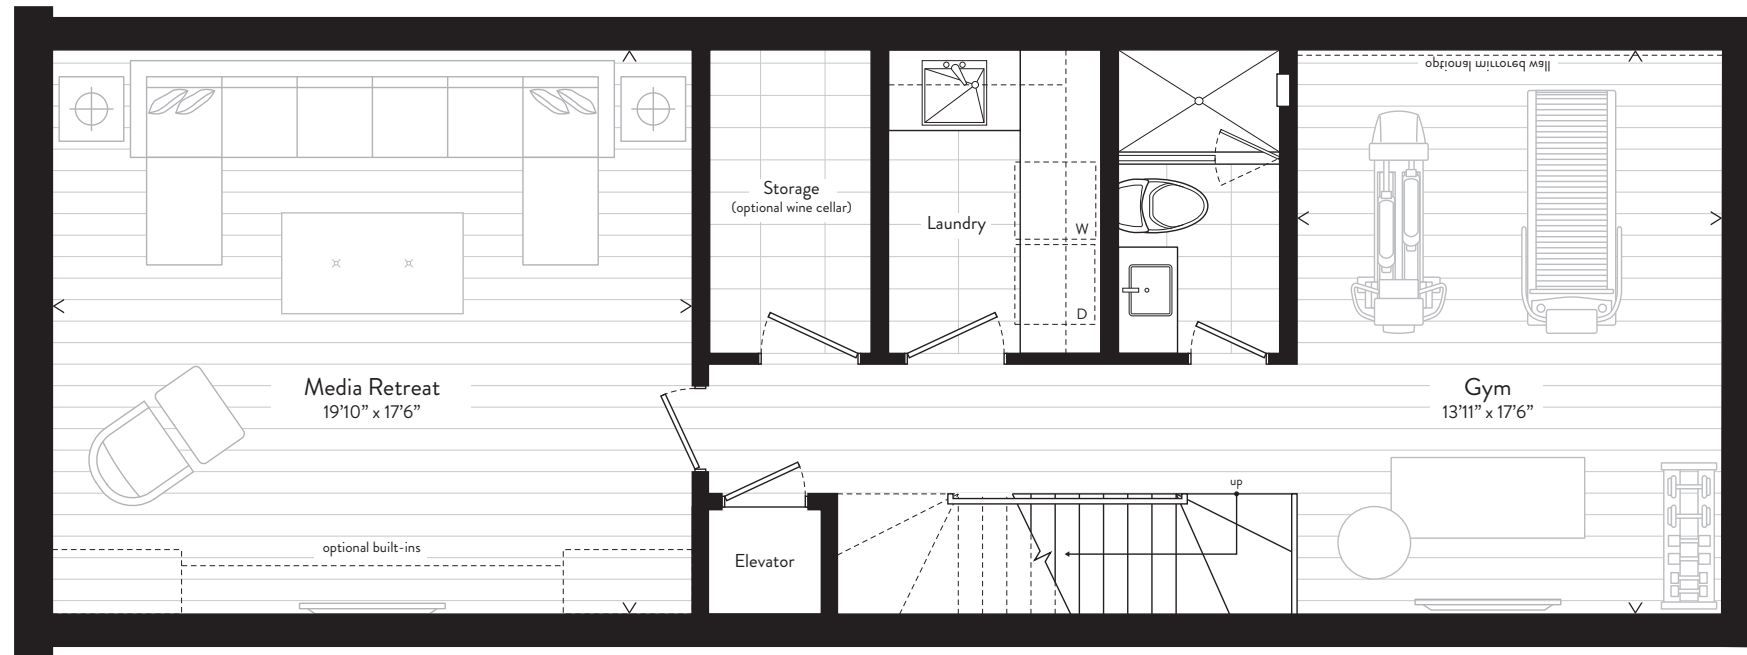 optional mirrored wall
Storage
(optional wine cellar)
Laundry
W
D
Media Retreat
19’10” x 17’6”
Gym
13’11” x 17’6”
up
optional built-ins
Elevator